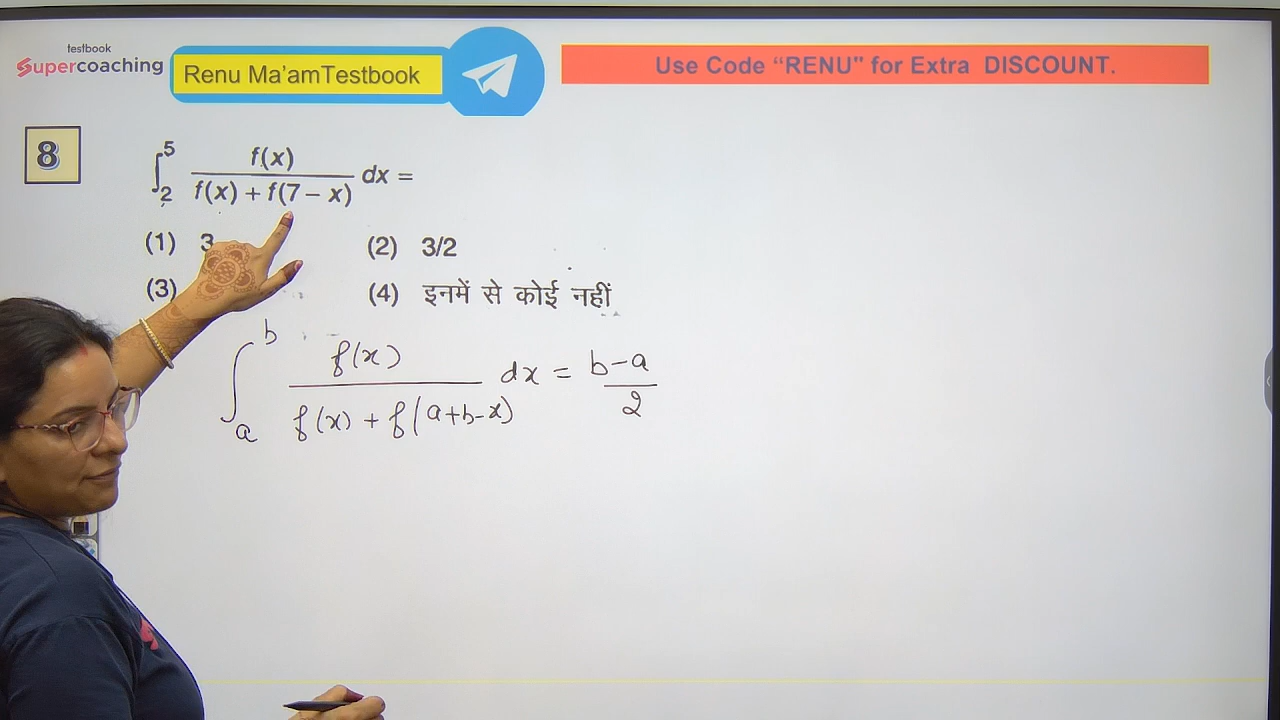 testbook
Supercoaching
Renu Ma'amTestbook
Use Code “RENU" for Extra DISCOUNT.
8
∫₂⁵ f(x) / (f(x) + f(7 – x)) dx =
(1) 3
(2) 3/2
(3)
(4) इनमें से कोई नहीं
∫ₐᵇ f(x) / (f(x) + f(a+b-x)) dx = (b-a) / 2